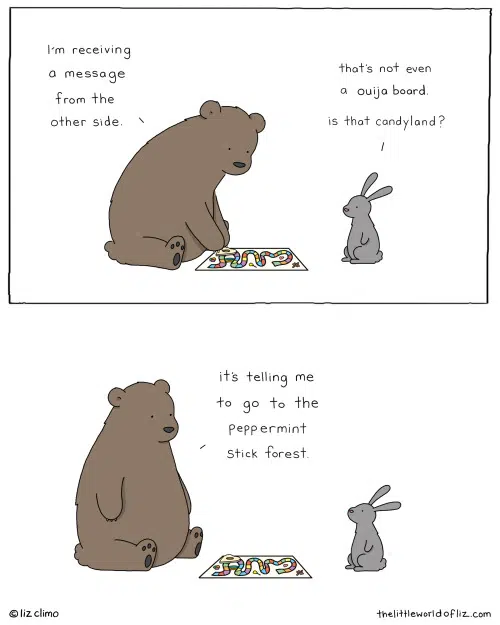 I'm receiving
a message
from the
other side.
that's not even
a ouija board.
is that candyland?
it's telling me
to go to the
peppermint
stick forest.
©liz climo
thelittleworldofliz.com